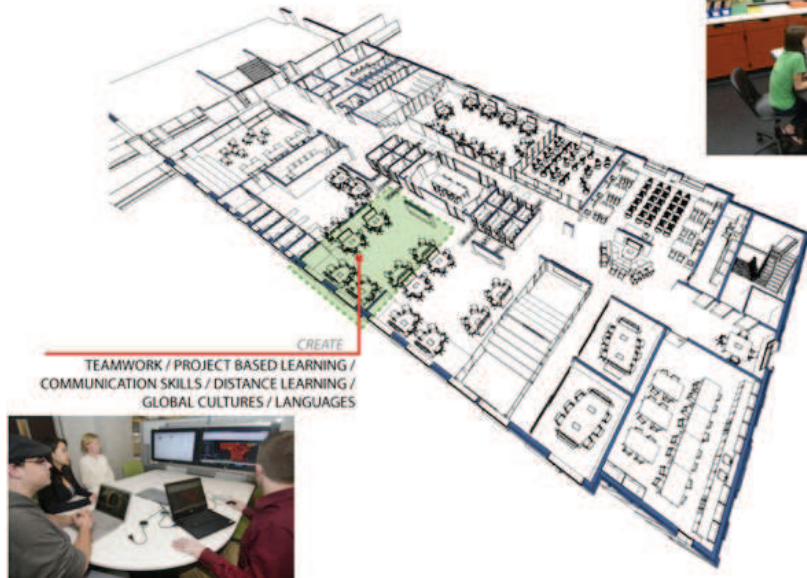 CREATE
TEAMWORK / PROJECT BASED LEARNING /
COMMUNICATION SKILLS / DISTANCE LEARNING /
GLOBAL CULTURES / LANGUAGES